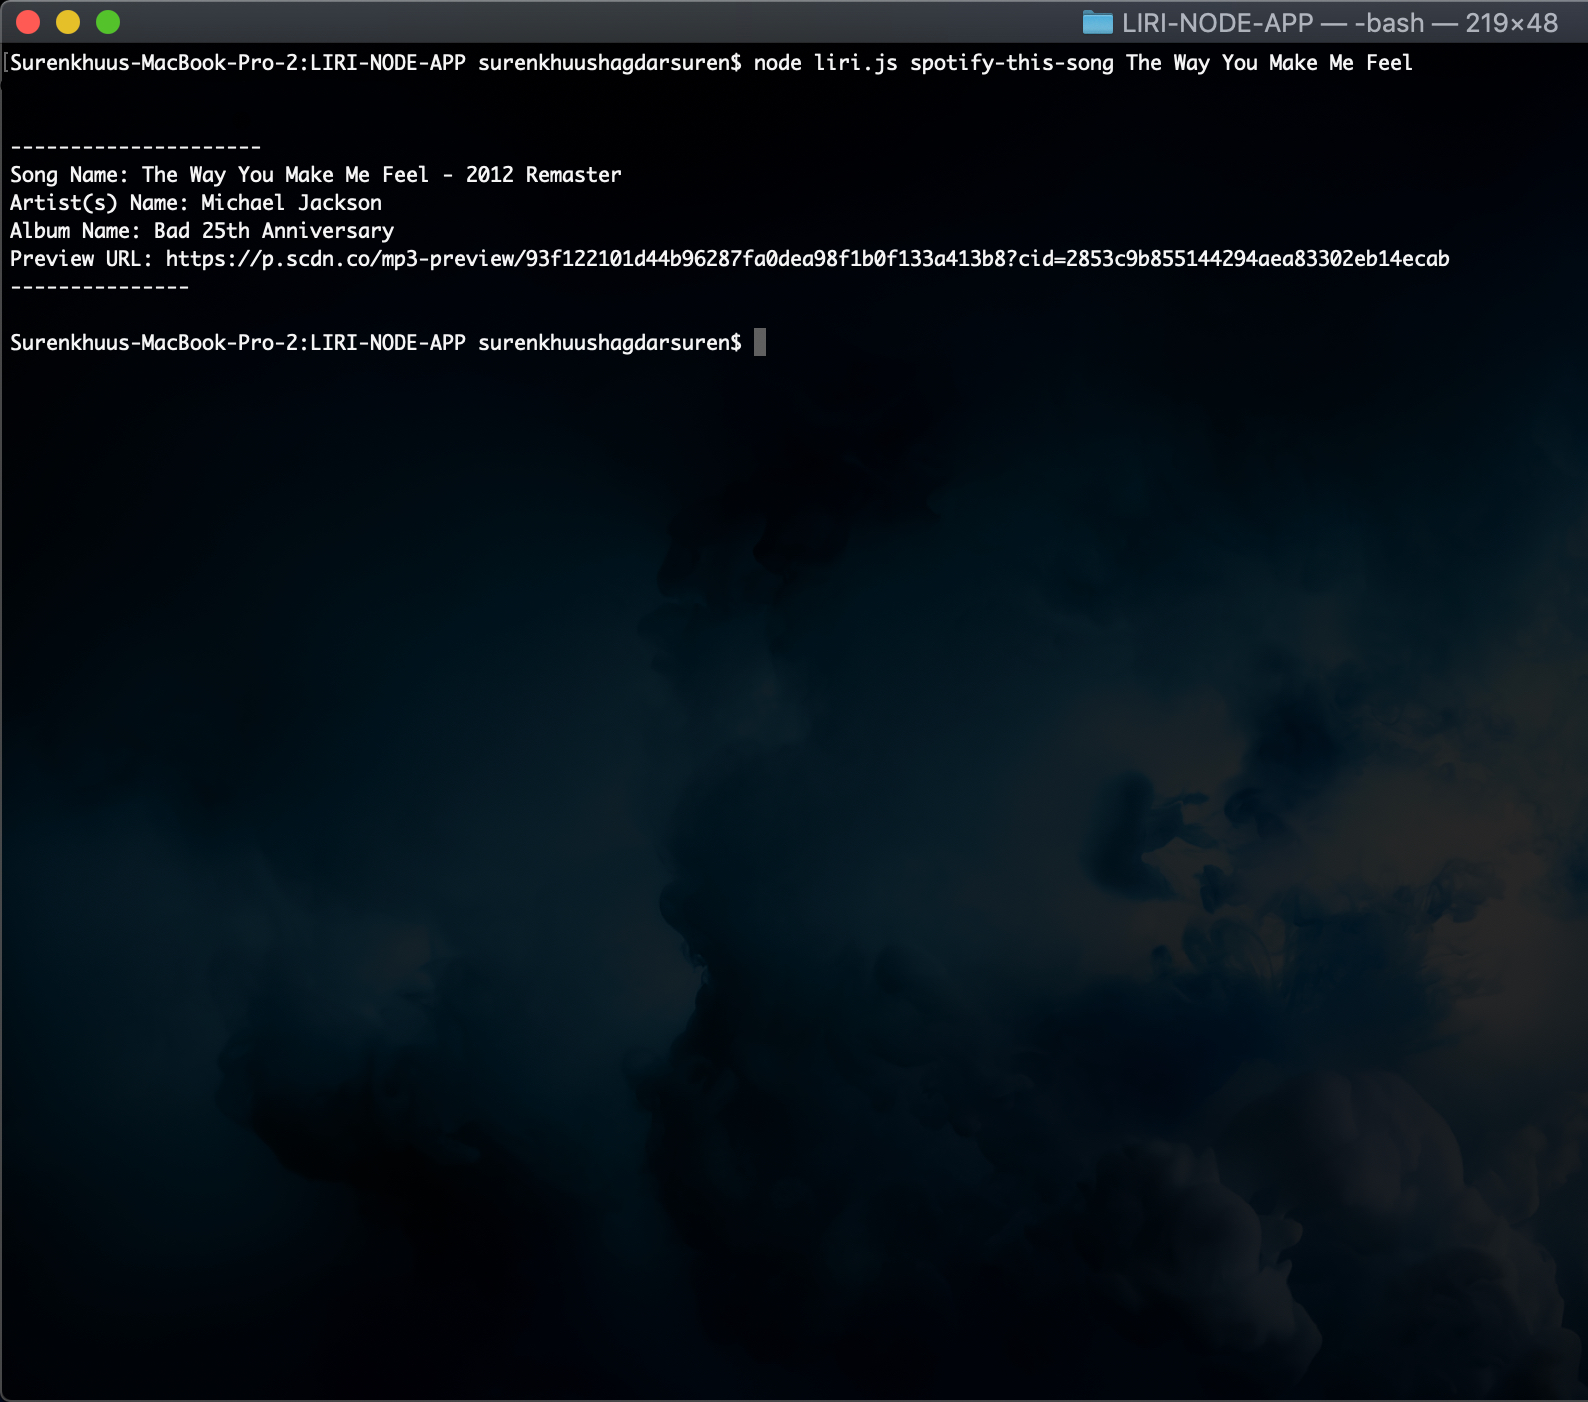 LIRI-NODE-APP — -bash — 219×48
Surenkhuus-MacBook-Pro-2:LIRI-NODE-APP surenkhuushagdarsuren$ node liri.js spotify-this-song The Way You Make Me Feel
---------------------
Song Name: The Way You Make Me Feel - 2012 Remaster
Artist(s) Name: Michael Jackson
Album Name: Bad 25th Anniversary
Preview URL: https://p.scdn.co/mp3-preview/93f122101d44b96287fa0dea98f1b0f133a413b8?cid=2853c9b855144294aea83302eb14ecab
---------------
Surenkhuus-MacBook-Pro-2:LIRI-NODE-APP surenkhuushagdarsuren$